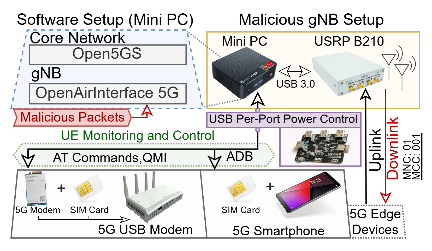 Software Setup (Mini PC)
Malicious gNB Setup
Core Network
Open5GS
gNB
OpenAirInterface 5G
Malicious Packets
Mini PC
USRP B210
USB 3.0
USB Per-Port Power Control
UE Monitoring and Control
AT Commands,QMI
ADB
Uplink
Downlink
MNC: 01
MCC: 001
5G Modem
SIM Card
5G USB Modem
SIM Card
5G Smartphone
5G Edge
Devices